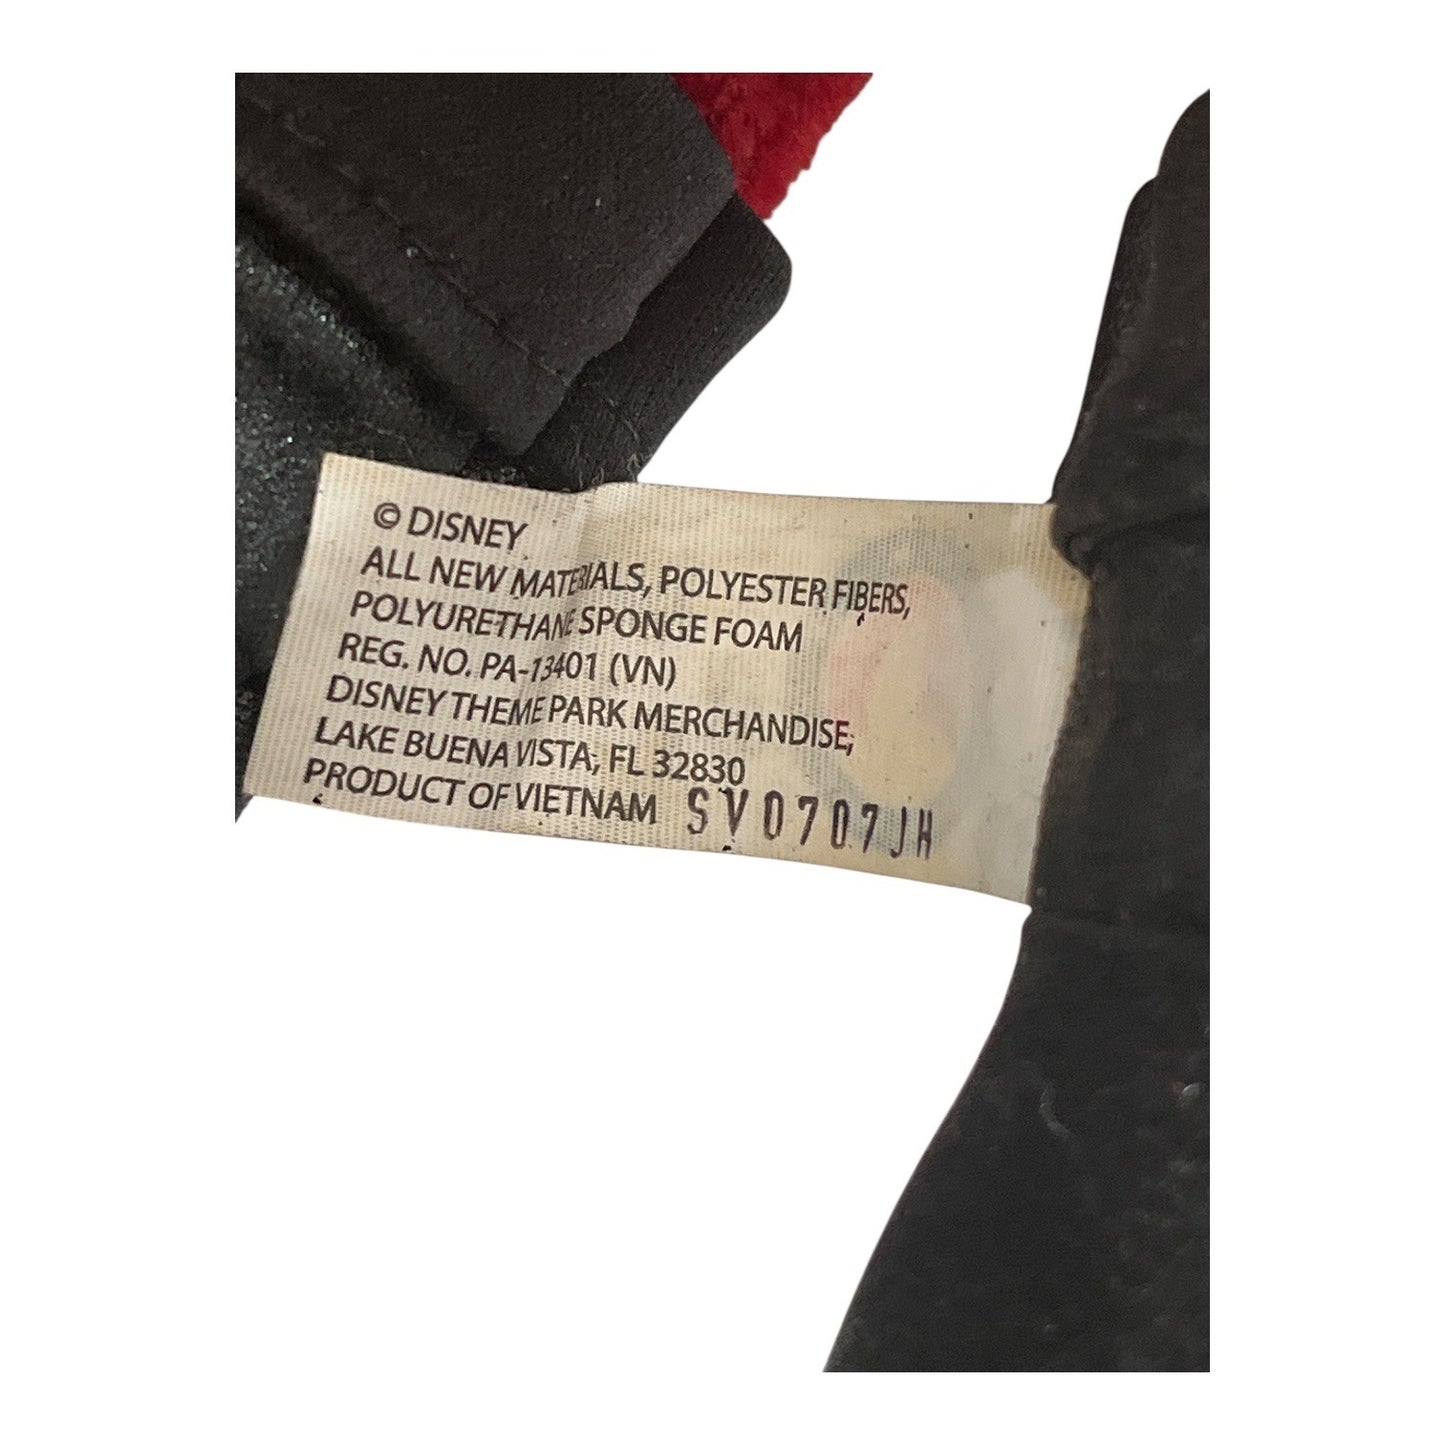 © DISNEY
ALL NEW MATERIALS, POLYESTER FIBERS,
POLYURETHANE SPONGE FOAM
REG. NO. PA-13401 (VN)
DISNEY THEME PARK MERCHANDISE,
LAKE BUENA VISTA, FL 32830
PRODUCT OF VIETNAM SV0707JH